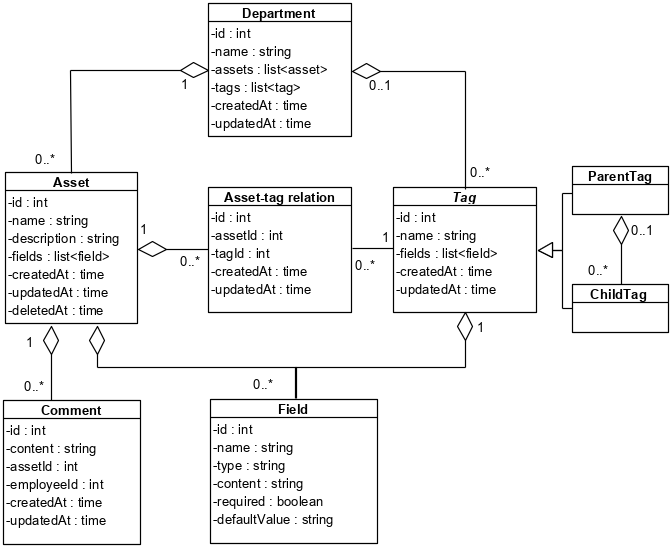 Department
-id : int
-name : string
-assets : list<asset>
-tags : list<tag>
-createdAt : time
-updatedAt : time
1
0..1
0..*
0..*
Asset
-id : int
-name : string
-description : string
-fields : list<field>
-createdAt : time
-updatedAt : time
-deletedAt : time
1
0..*
Asset-tag relation
-id : int
-assetId : int
-tagId : int
-createdAt : time
-updatedAt : time
1
0..*
Tag
-id : int
-name : string
-fields : list<field>
-createdAt : time
-updatedAt : time
ParentTag
0..1
0..*
ChildTag
1
0..*
0..*
1
Comment
-id : int
-content : string
-assetId : int
-employeeId : int
-createdAt : time
-updatedAt : time
Field
-id : int
-name : string
-type : string
-content : string
-required : boolean
-defaultValue : string